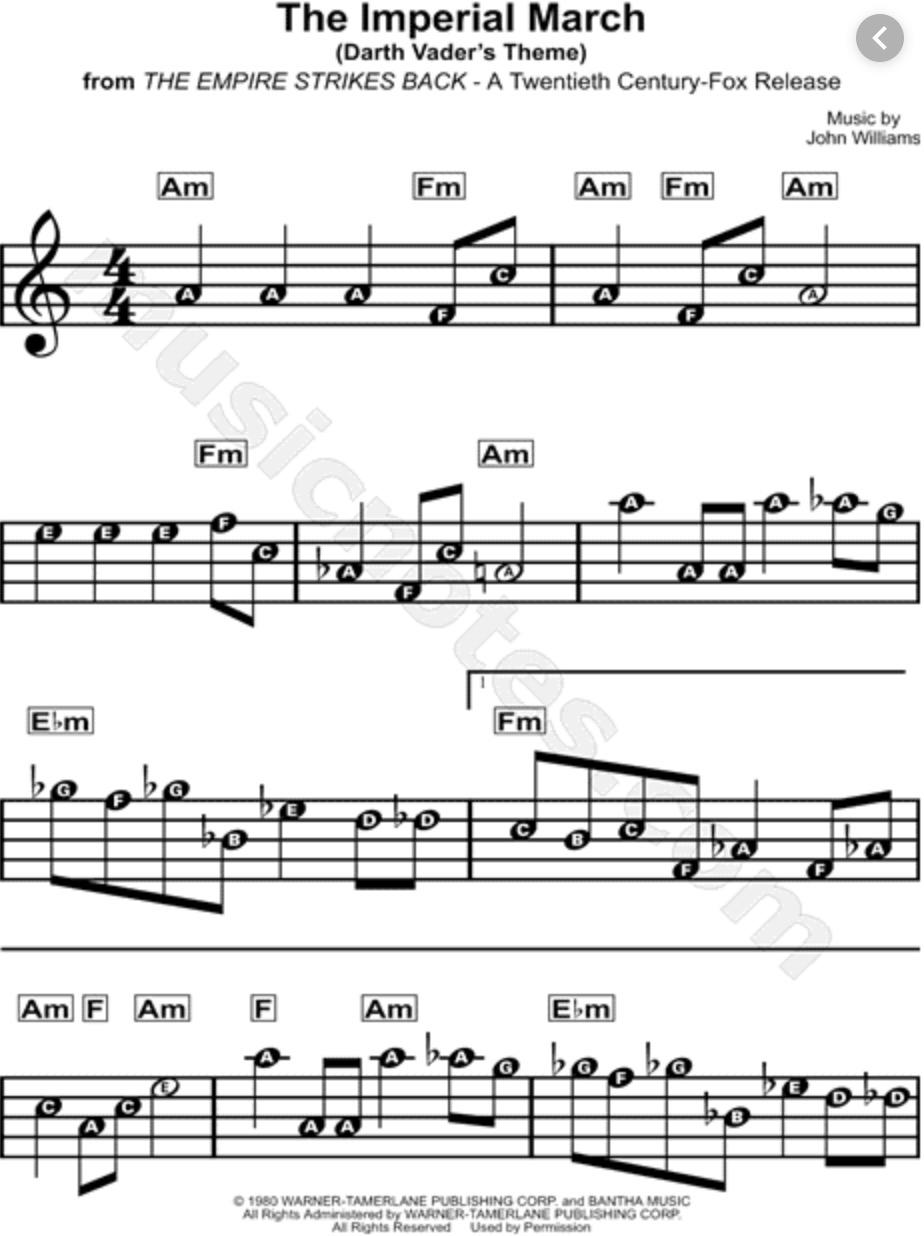 The Imperial March
(Darth Vader's Theme)
from THE EMPIRE STRIKES BACK - A Twentieth Century-Fox Release
Music by
John Williams
Am Fm Am Fm Am
4
4
A A A F C A F C A
musicnotes.com
Fm Am
E E E F C ♭A F C ♮A A A A A ♭A G
1
E♭m Fm
♭G F ♭G ♭B ♭E D ♭D C B C F ♭A F ♭A
Am F Am F Am E♭m
C A C E A A A A ♭A G ♭G F ♭G ♭B ♭E D ♭D
© 1980 WARNER-TAMERLANE PUBLISHING CORP. and BANTHA MUSIC
All Rights Administered by WARNER-TAMERLANE PUBLISHING CORP.
All Rights Reserved Used by Permission